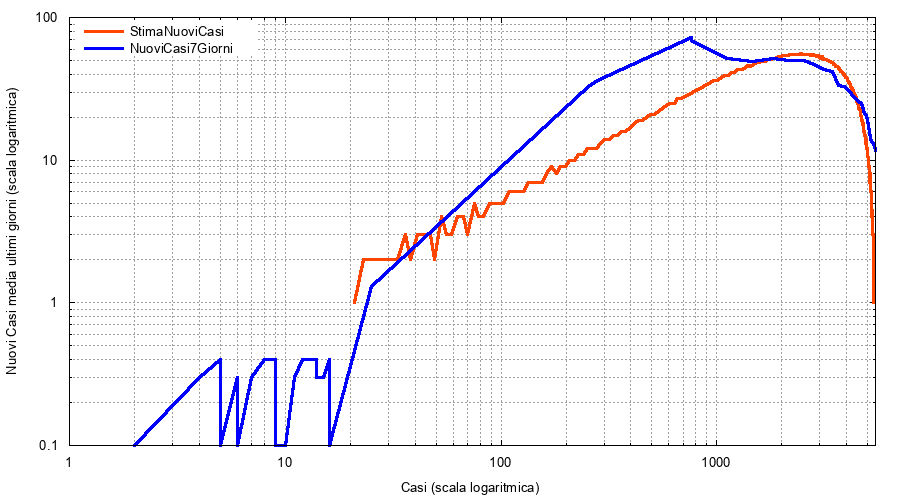 100
StimaNuoviCasi
NuoviCasi7Giorni
10
1
0.1
Nuovi Casi media ultimi giorni (scala logaritmica)
1 10 100 1000
Casi (scala logaritmica)